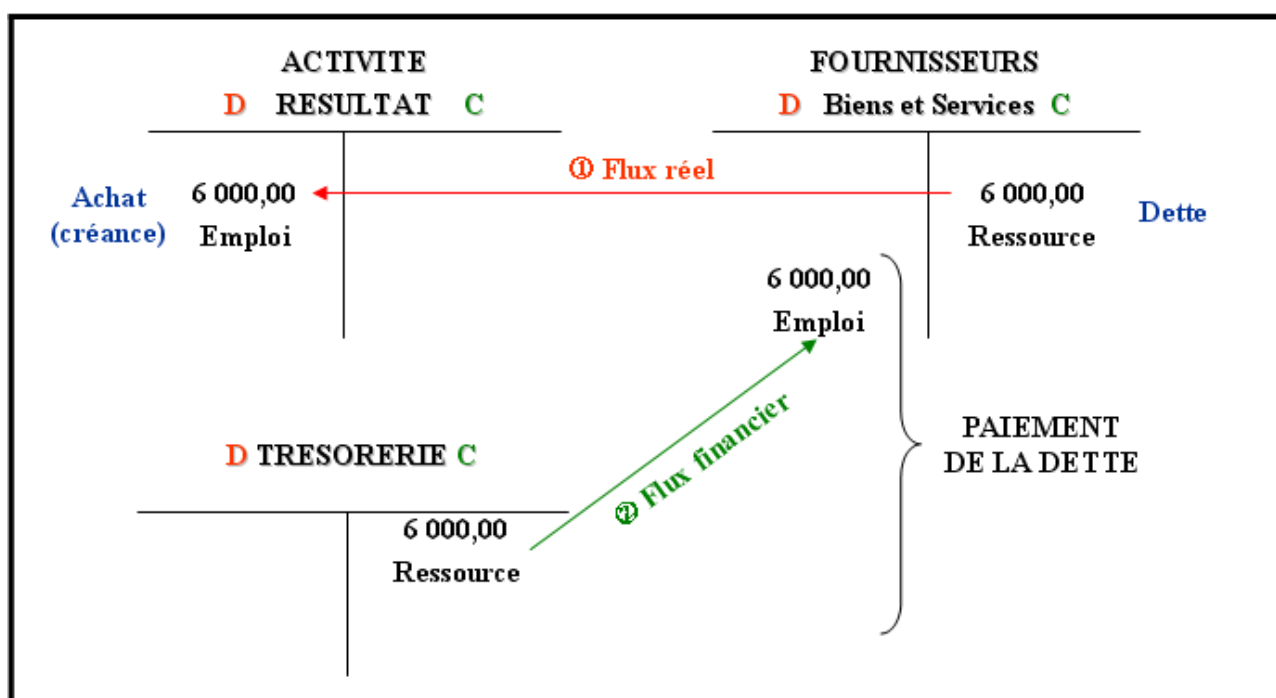 ACTIVITE
D RESULTAT C
FOURNISSEURS
D Biens et Services C
① Flux réel
Achat
(créance)
6 000,00
Emploi
6 000,00
Ressource
Dette
6 000,00
Emploi
② Flux financier
PAIEMENT
DE LA DETTE
D TRESORERIE C
6 000,00
Ressource